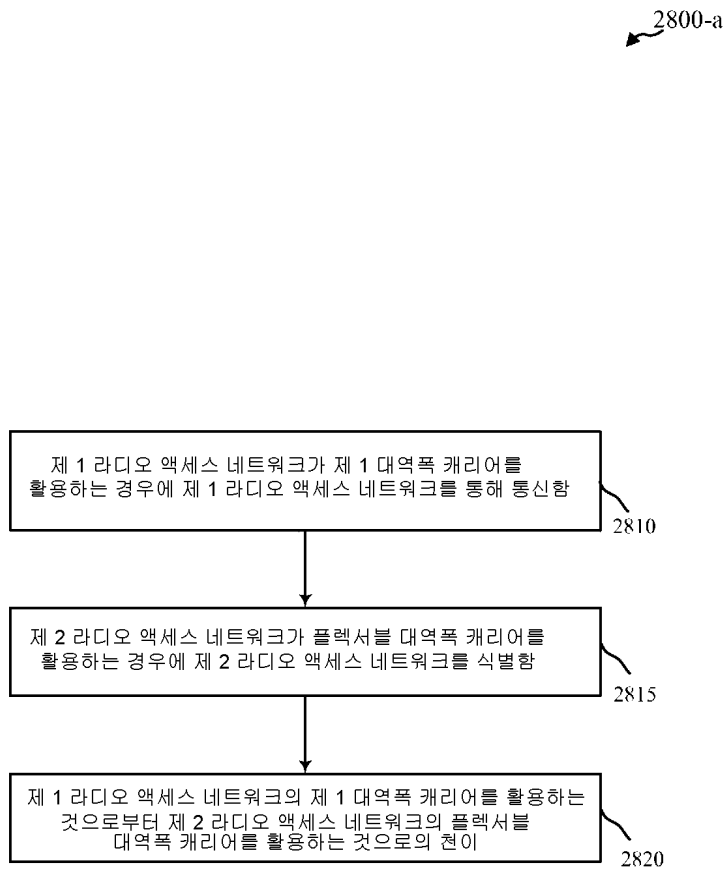 2800-a
제 1 라디오 액세스 네트워크가 제 1 대역폭 캐리어를
활용하는 경우에 제 1 라디오 액세스 네트워크를 통해 통신함
2810
제 2 라디오 액세스 네트워크가 플렉서블 대역폭 캐리어를
활용하는 경우에 제 2 라디오 액세스 네트워크를 식별함
2815
제 1 라디오 액세스 네트워크의 제 1 대역폭 캐리어를 활용하는
것으로부터 제 2 라디오 액세스 네트워크의 플렉서블
대역폭 캐리어를 활용하는 것으로의 천이
2820